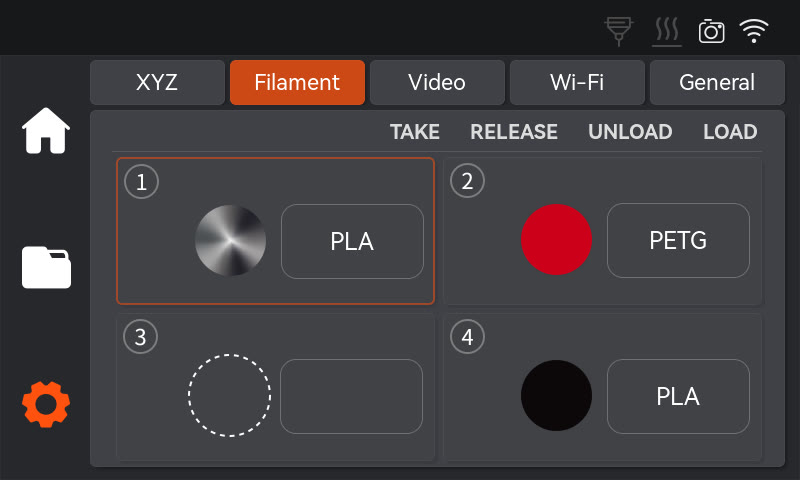 XYZ Filament Video Wi-Fi General
TAKE RELEASE UNLOAD LOAD
1 PLA
2 PETG
3
4 PLA